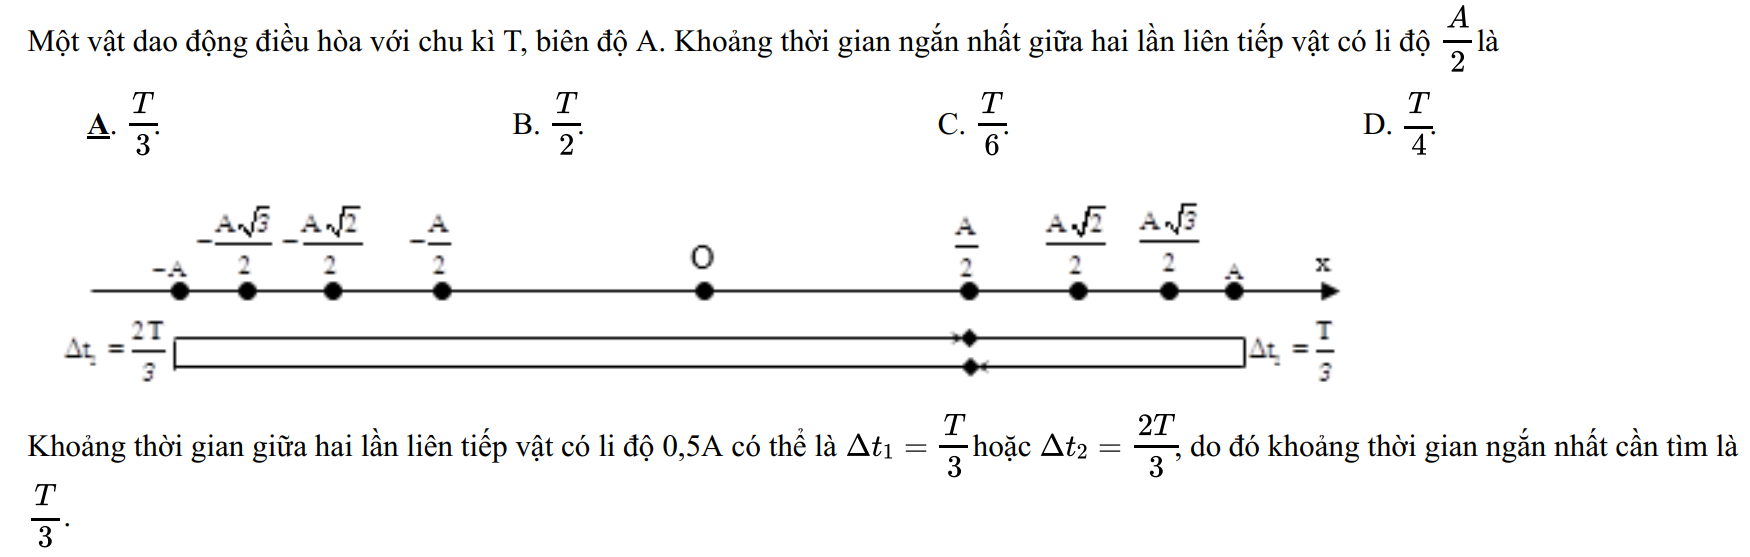 Một vật dao động điều hòa với chu kì T, biên độ A. Khoảng thời gian ngắn nhất giữa hai lần liên tiếp vật có li độ $\frac{A}{2}$ là
A. $\frac{T}{3}$. B. $\frac{T}{2}$. C. $\frac{T}{6}$. D. $\frac{T}{4}$.
$-A$ $-\frac{A\sqrt{3}}{2}$ $-\frac{A\sqrt{2}}{2}$ $-\frac{A}{2}$ O $\frac{A}{2}$ $\frac{A\sqrt{2}}{2}$ $\frac{A\sqrt{3}}{2}$ A x
$\Delta t_2 = \frac{2T}{3}$ $\Delta t_1 = \frac{T}{3}$
Khoảng thời gian giữa hai lần liên tiếp vật có li độ 0,5A có thể là $\Delta t_1 = \frac{T}{3}$ hoặc $\Delta t_2 = \frac{2T}{3}$, do đó khoảng thời gian ngắn nhất cần tìm là
$\frac{T}{3}$.